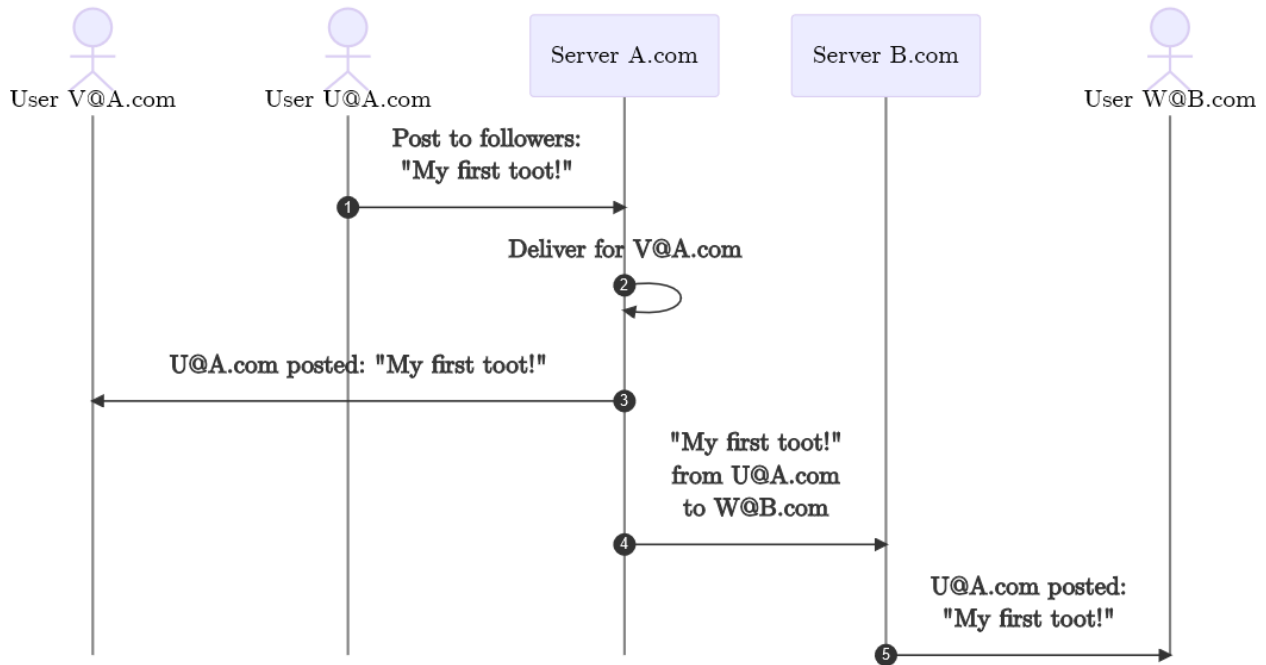 User V@A.com
User U@A.com
Server A.com
Server B.com
User W@B.com
Post to followers:
"My first toot!"
1
Deliver for V@A.com
2
U@A.com posted: "My first toot!"
3
"My first toot!"
from U@A.com
to W@B.com
4
U@A.com posted:
"My first toot!"
5